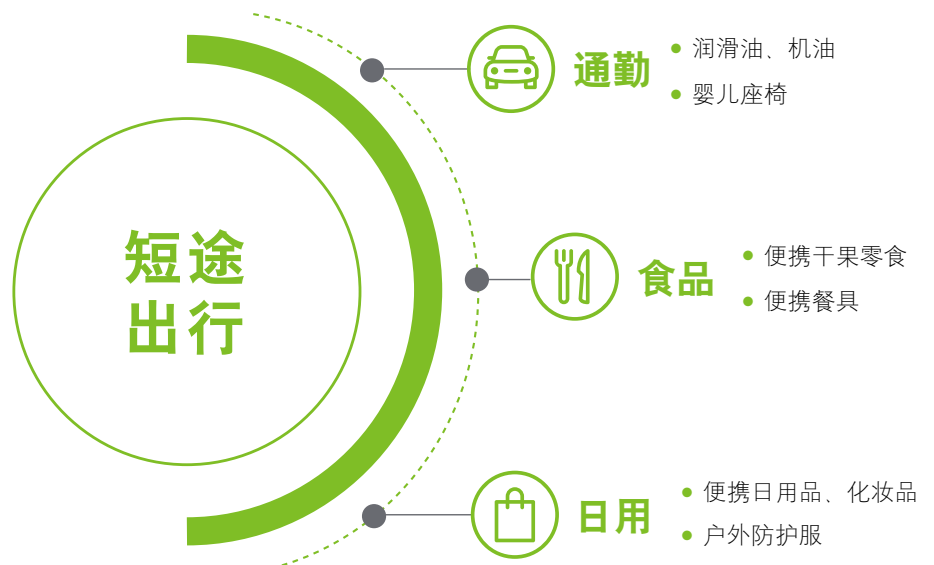 短途
出行
通勤
润滑油、机油
婴儿座椅
食品
便携干果零食
便携餐具
日用
便携日用品、化妆品
户外防护服